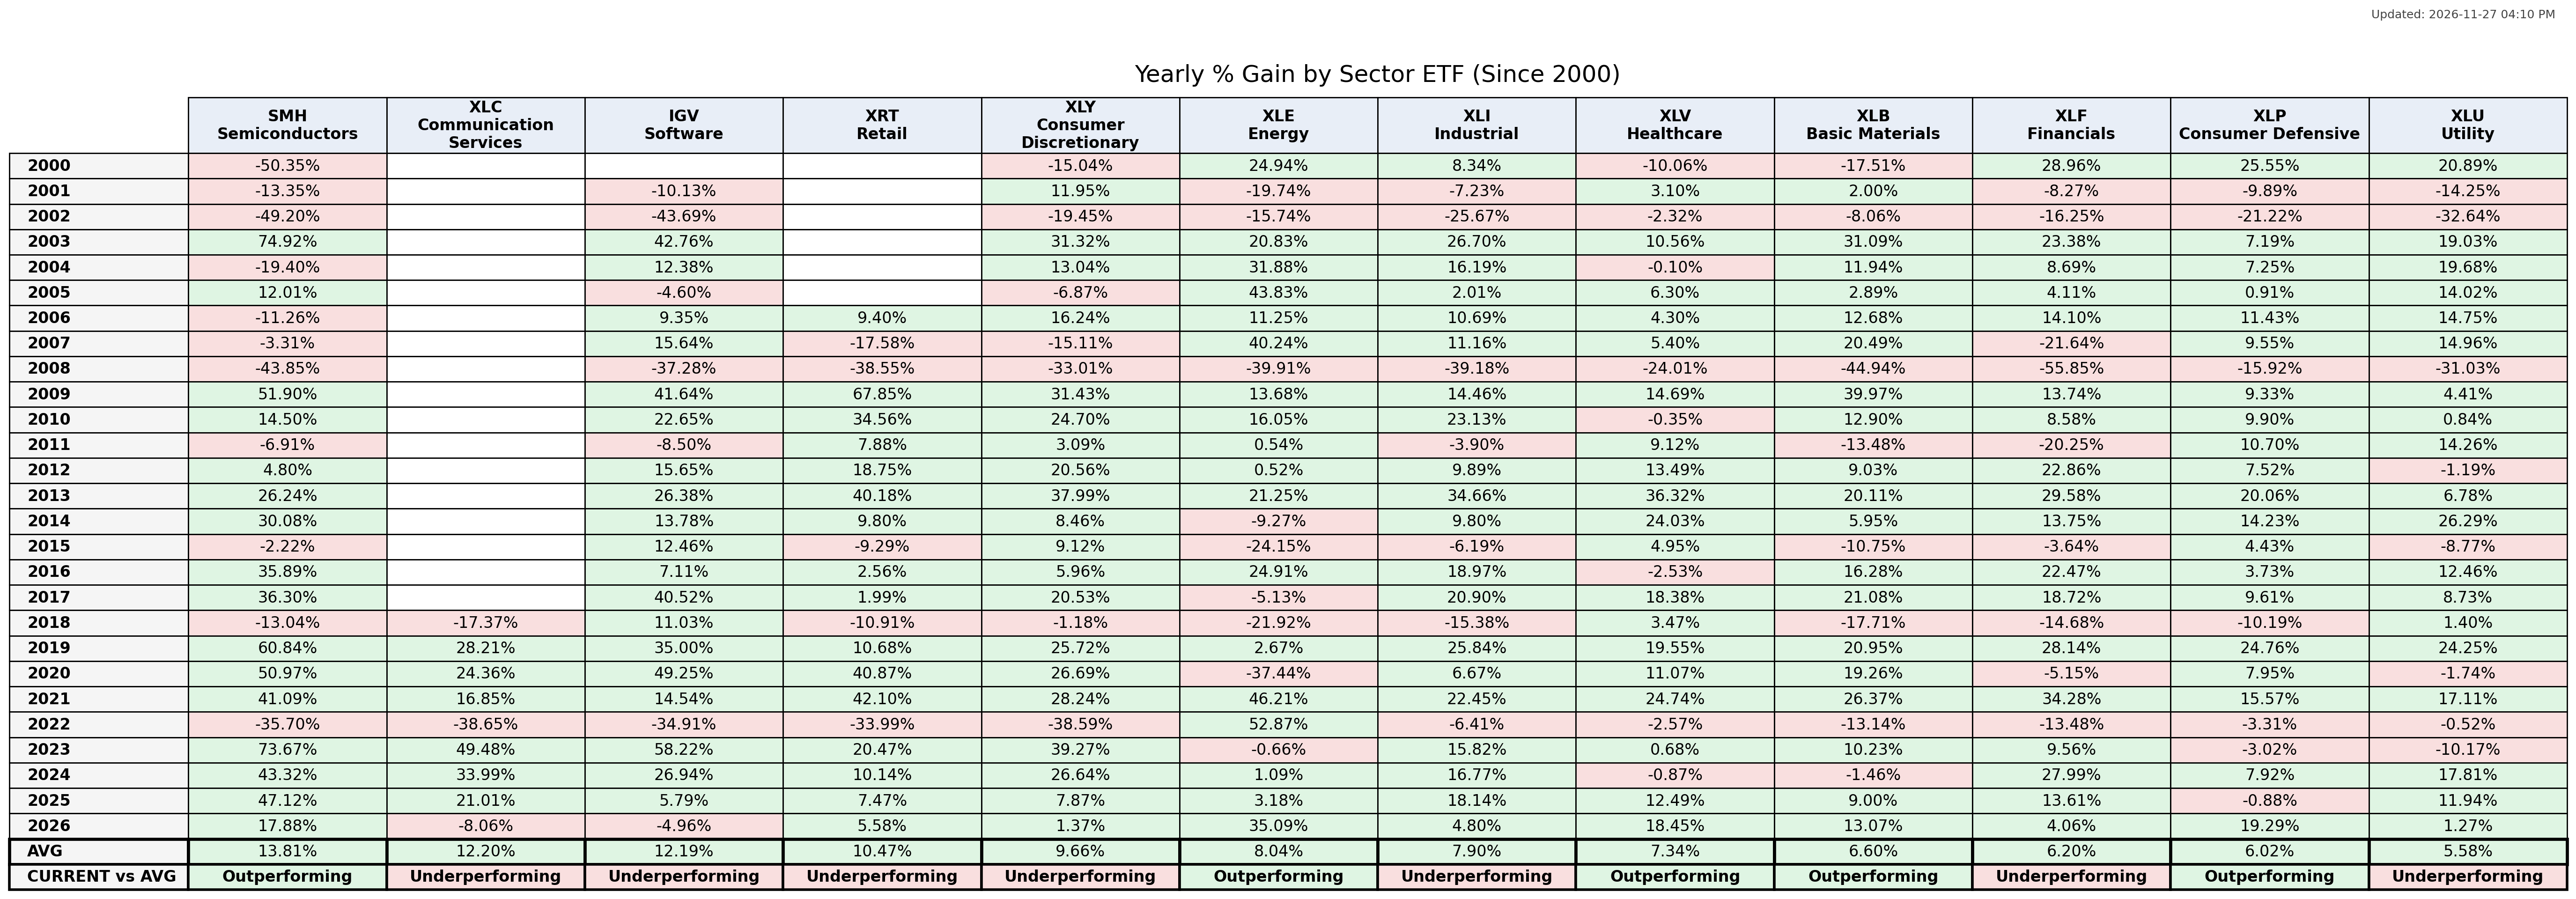 Updated: 2026-11-27 04:10 PM
Yearly % Gain by Sector ETF (Since 2000)
SMH Semiconductors | XLC Communication Services | IGV Software | XRT Retail | XLY Consumer Discretionary | XLE Energy | XLI Industrial | XLV Healthcare | XLB Basic Materials | XLF Financials | XLP Consumer Defensive | XLU Utility
2000 -50.35% -15.04% 24.94% 8.34% -10.06% -17.51% 28.96% 25.55% 20.89%
2001 -13.35% -10.13% 11.95% -19.74% -7.23% 3.10% 2.00% -8.27% -9.89% -14.25%
2002 -49.20% -43.69% -19.45% -15.74% -25.67% -2.32% -8.06% -16.25% -21.22% -32.64%
2003 74.92% 42.76% 31.32% 20.83% 26.70% 10.56% 31.09% 23.38% 7.19% 19.03%
2004 -19.40% 12.38% 13.04% 31.88% 16.19% -0.10% 11.94% 8.69% 7.25% 19.68%
2005 12.01% -4.60% -6.87% 43.83% 2.01% 6.30% 2.89% 4.11% 0.91% 14.02%
2006 -11.26% 9.35% 9.40% 16.24% 11.25% 10.69% 4.30% 12.68% 14.10% 11.43% 14.75%
2007 -3.31% 15.64% -17.58% -15.11% 40.24% 11.16% 5.40% 20.49% -21.64% 9.55% 14.96%
2008 -43.85% -37.28% -38.55% -33.01% -39.91% -39.18% -24.01% -44.94% -55.85% -15.92% -31.03%
2009 51.90% 41.64% 67.85% 31.43% 13.68% 14.46% 14.69% 39.97% 13.74% 9.33% 4.41%
2010 14.50% 22.65% 34.56% 24.70% 16.05% 23.13% -0.35% 12.90% 8.58% 9.90% 0.84%
2011 -6.91% -8.50% 7.88% 3.09% 0.54% -3.90% 9.12% -13.48% -20.25% 10.70% 14.26%
2012 4.80% 15.65% 18.75% 20.56% 0.52% 9.89% 13.49% 9.03% 22.86% 7.52% -1.19%
2013 26.24% 26.38% 40.18% 37.99% 21.25% 34.66% 36.32% 20.11% 29.58% 20.06% 6.78%
2014 30.08% 13.78% 9.80% 8.46% -9.27% 9.80% 24.03% 5.95% 13.75% 14.23% 26.29%
2015 -2.22% 12.46% -9.29% 9.12% -24.15% -6.19% 4.95% -10.75% -3.64% 4.43% -8.77%
2016 35.89% 7.11% 2.56% 5.96% 24.91% 18.97% -2.53% 16.28% 22.47% 3.73% 12.46%
2017 36.30% 40.52% 1.99% 20.53% -5.13% 20.90% 18.38% 21.08% 18.72% 9.61% 8.73%
2018 -13.04% -17.37% 11.03% -10.91% -1.18% -21.92% -15.38% 3.47% -17.71% -14.68% -10.19% 1.40%
2019 60.84% 28.21% 35.00% 10.68% 25.72% 2.67% 25.84% 19.55% 20.95% 28.14% 24.76% 24.25%
2020 50.97% 24.36% 49.25% 40.87% 26.69% -37.44% 6.67% 11.07% 19.26% -5.15% 7.95% -1.74%
2021 41.09% 16.85% 14.54% 42.10% 28.24% 46.21% 22.45% 24.74% 26.37% 34.28% 15.57% 17.11%
2022 -35.70% -38.65% -34.91% -33.99% -38.59% 52.87% -6.41% -2.57% -13.14% -13.48% -3.31% -0.52%
2023 73.67% 49.48% 58.22% 20.47% 39.27% -0.66% 15.82% 0.68% 10.23% 9.56% -3.02% -10.17%
2024 43.32% 33.99% 26.94% 10.14% 26.64% 1.09% 16.77% -0.87% -1.46% 27.99% 7.92% 17.81%
2025 47.12% 21.01% 5.79% 7.47% 7.87% 3.18% 18.14% 12.49% 9.00% 13.61% -0.88% 11.94%
2026 17.88% -8.06% -4.96% 5.58% 1.37% 35.09% 4.80% 18.45% 13.07% 4.06% 19.29% 1.27%
AVG 13.81% 12.20% 12.19% 10.47% 9.66% 8.04% 7.90% 7.34% 6.60% 6.20% 6.02% 5.58%
CURRENT vs AVG Outperforming Underperforming Underperforming Underperforming Underperforming Outperforming Underperforming Outperforming Outperforming Underperforming Outperforming Underperforming